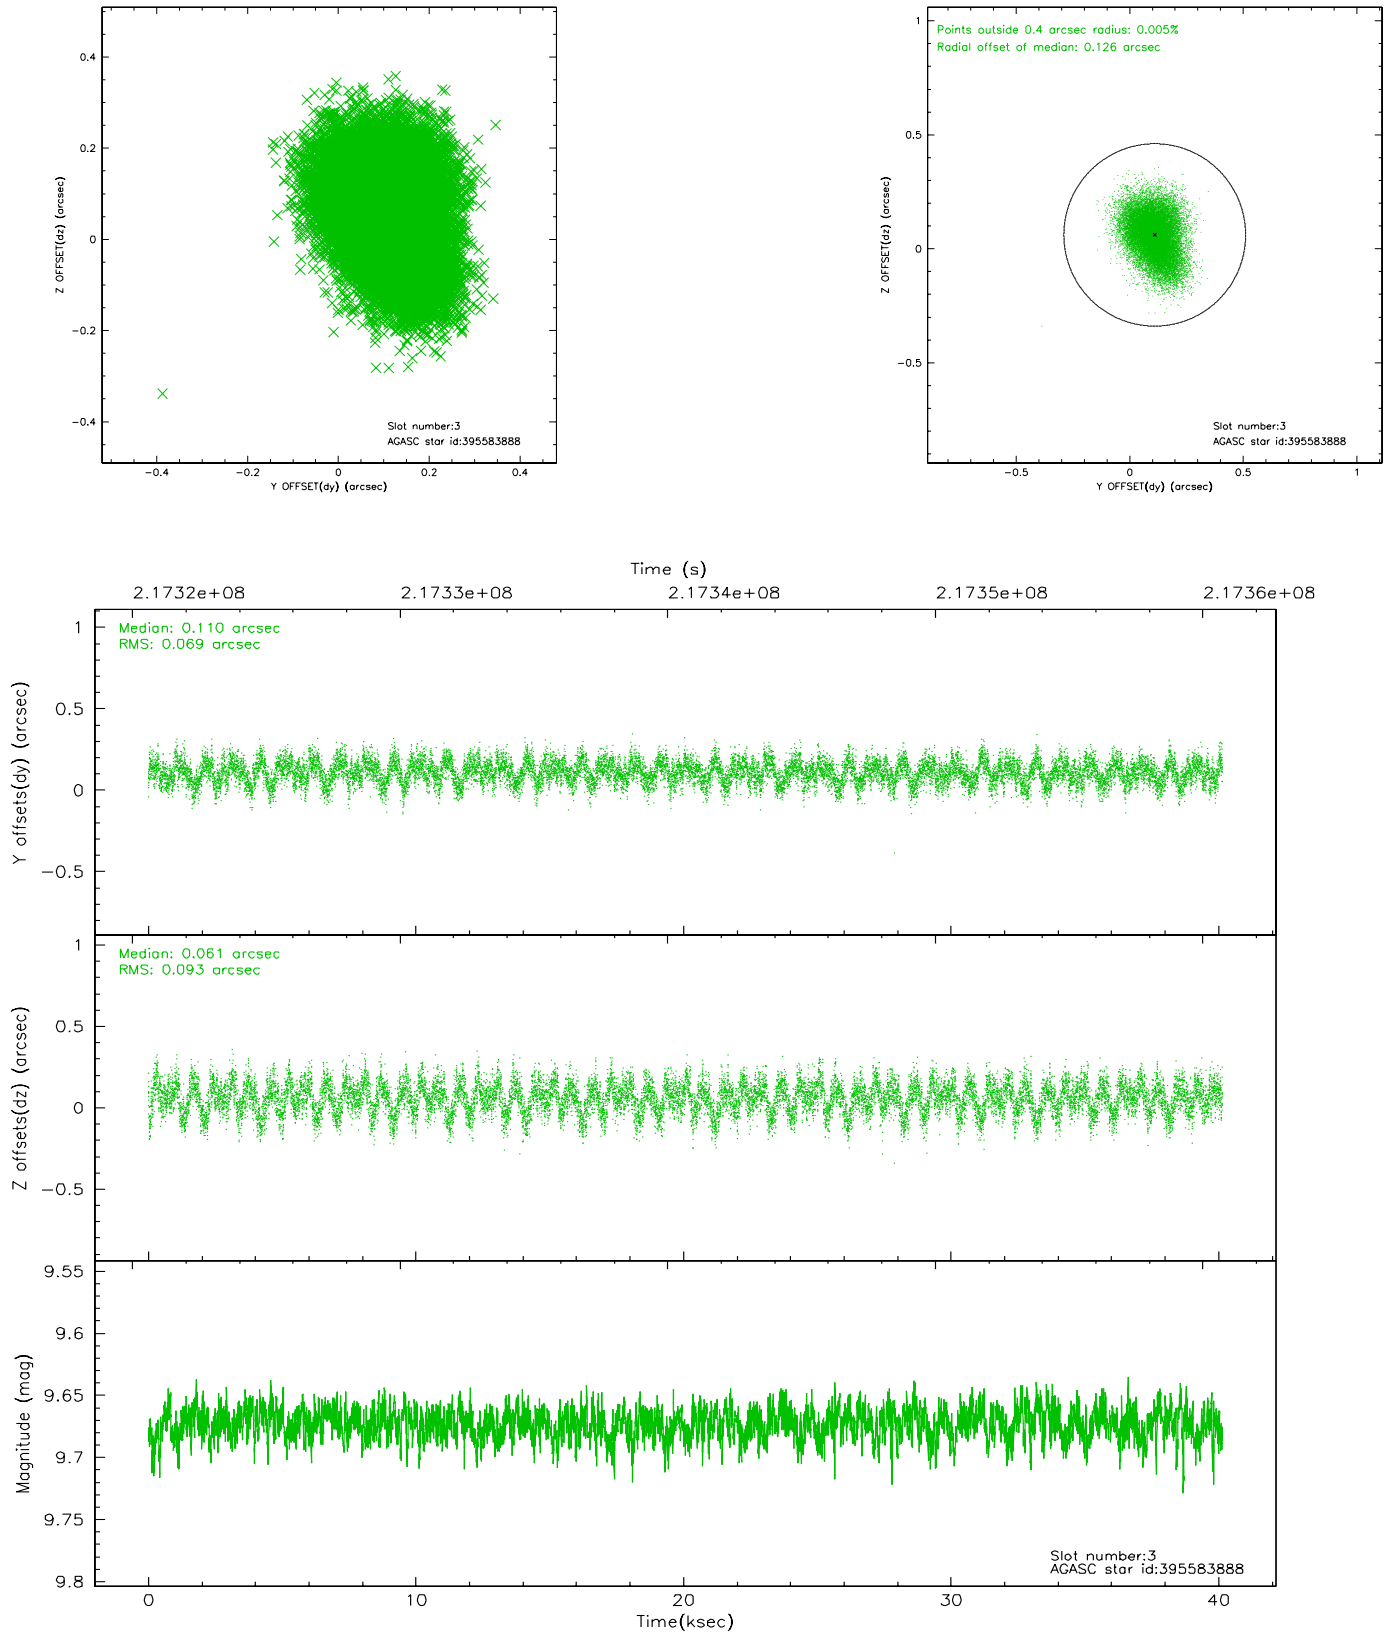 0.4
0.2
0
−0.2
−0.4
Z OFFSET(dz) (arcsec)
Slot number:3
AGASC star id:395583888
−0.4 −0.2 0 0.2 0.4
Y OFFSET(dy) (arcsec)
Points outside 0.4 arcsec radius: 0.005%
Radial offset of median: 0.126 arcsec
1
0.5
0
−0.5
Z OFFSET(dz) (arcsec)
Slot number:3
AGASC star id:395583888
−0.5 0 0.5 1
Y OFFSET(dy) (arcsec)
Time (s)
2.1732e+08 2.1733e+08 2.1734e+08 2.1735e+08 2.1736e+08
Median: 0.110 arcsec
RMS: 0.069 arcsec
1
0.5
0
−0.5
Y offsets(dy) (arcsec)
Median: 0.061 arcsec
RMS: 0.093 arcsec
1
0.5
0
−0.5
Z offsets(dz) (arcsec)
9.55
9.6
9.65
9.7
9.75
9.8
Magnitude (mag)
Slot number:3
AGASC star id:395583888
0 10 20 30 40
Time(ksec)